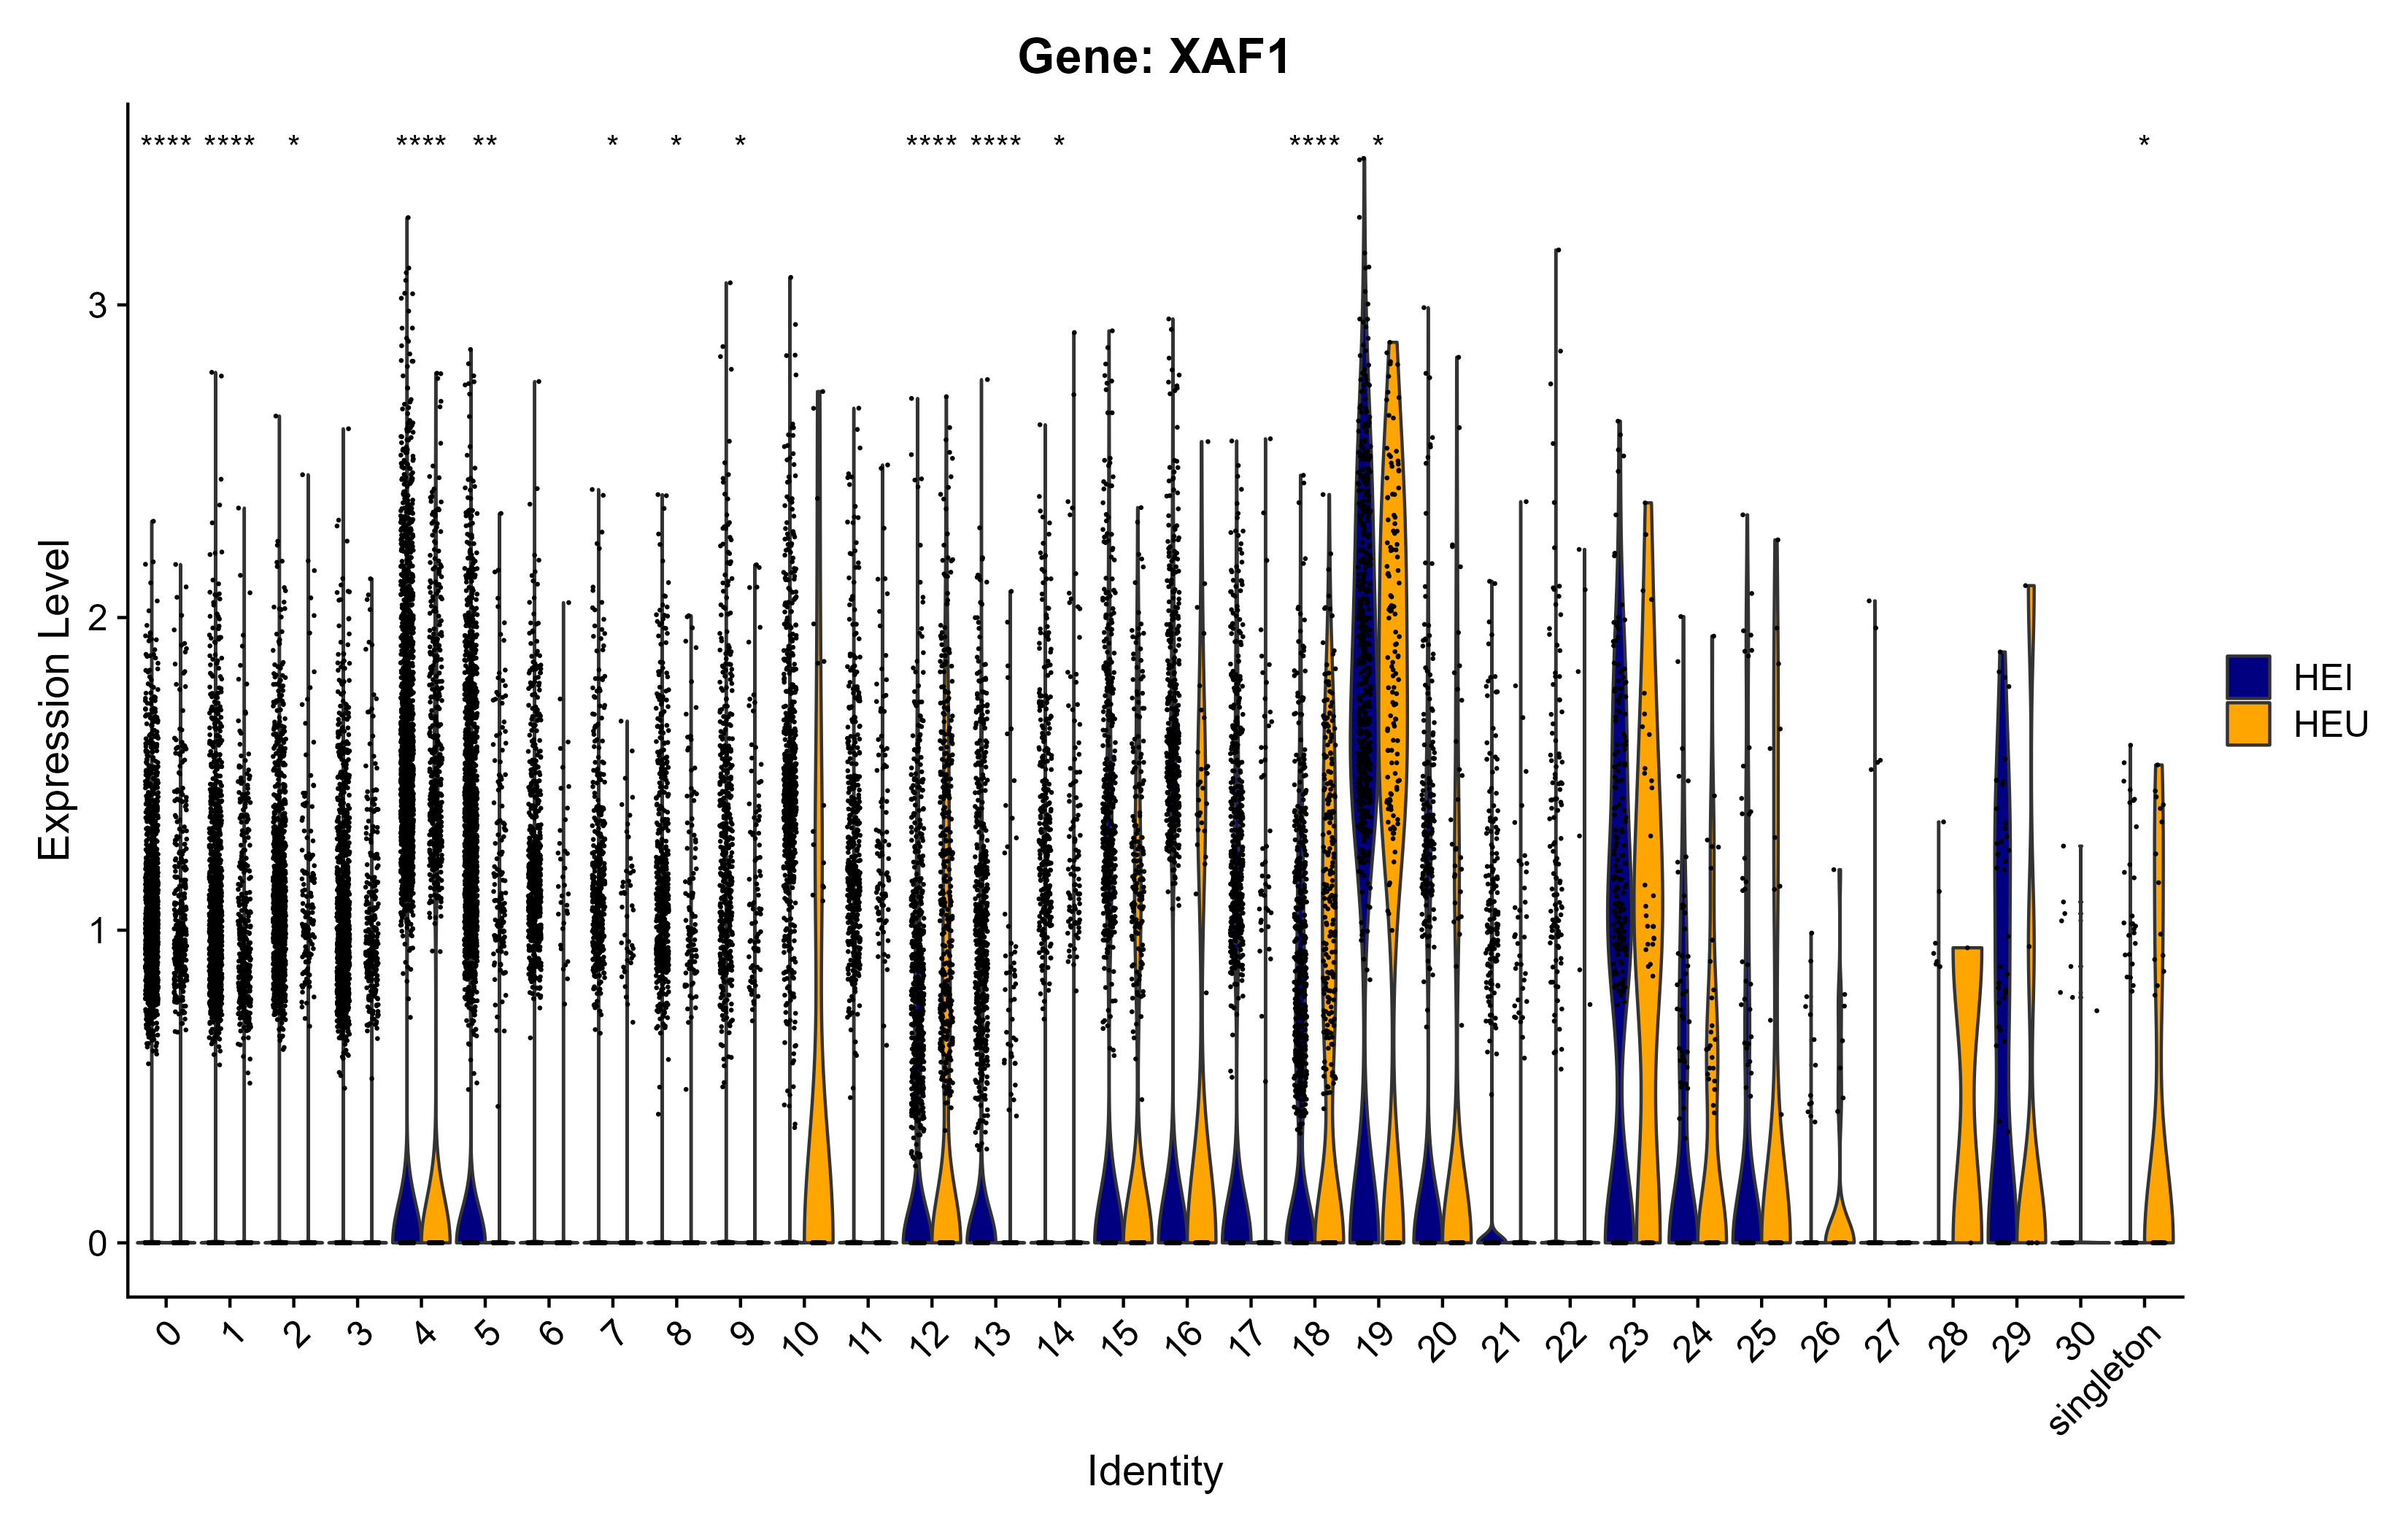 Gene: XAF1
**** **** * **** ** * * * **** **** * **** * *
Expression Level
3
2
1
0
0 1 2 3 4 5 6 7 8 9 10 11 12 13 14 15 16 17 18 19 20 21 22 23 24 25 26 27 28 29 30 singleton
Identity
HEI
HEU